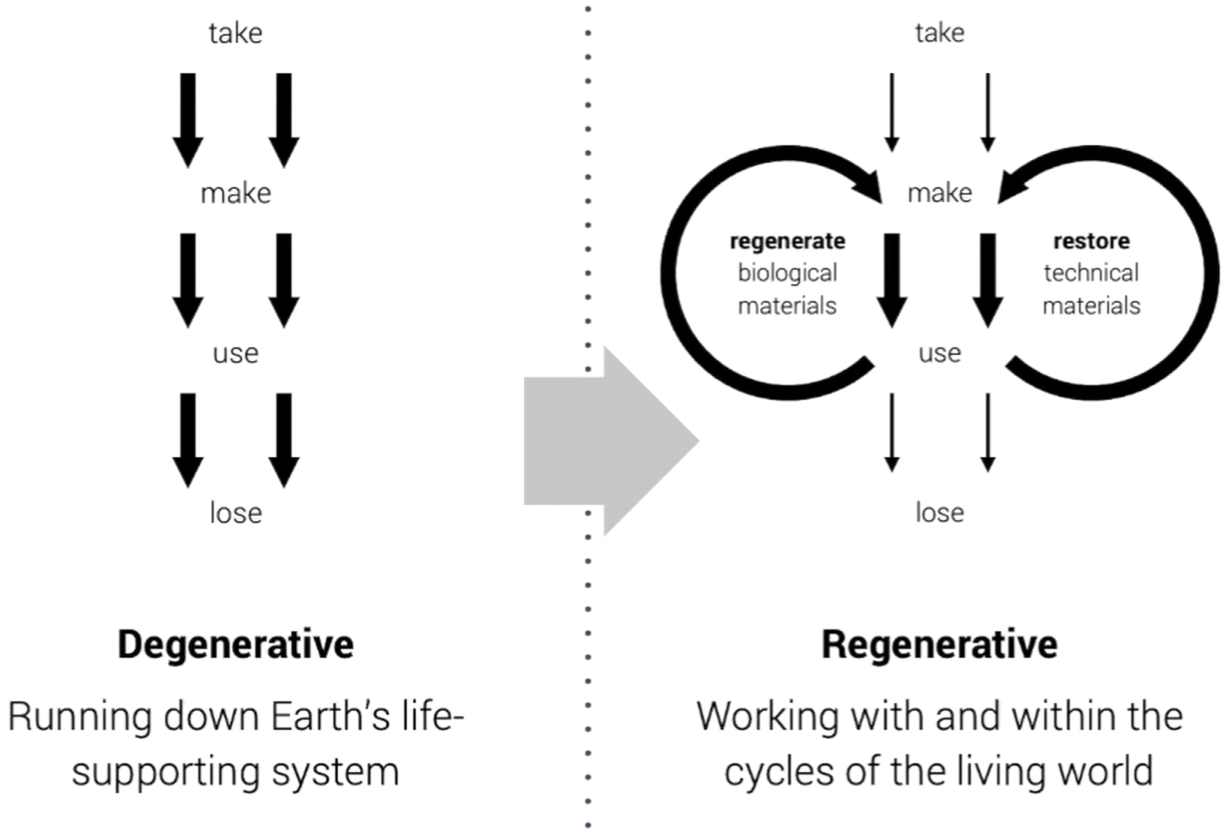 take
make
use
lose
Degenerative
Running down Earth's life-
supporting system
take
make
regenerate
biological
materials
restore
technical
materials
use
lose
Regenerative
Working with and within the
cycles of the living world